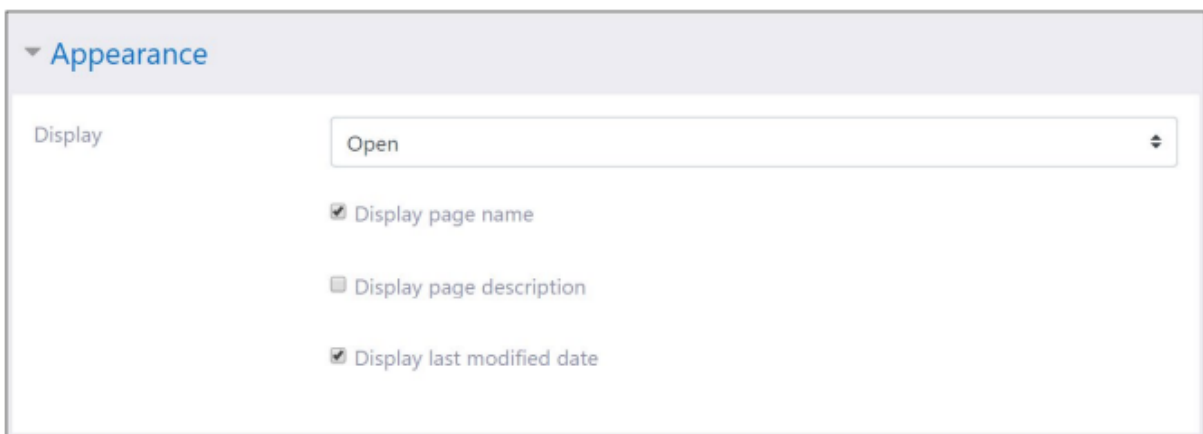 Appearance
Display
Open
Display page name
Display page description
Display last modified date